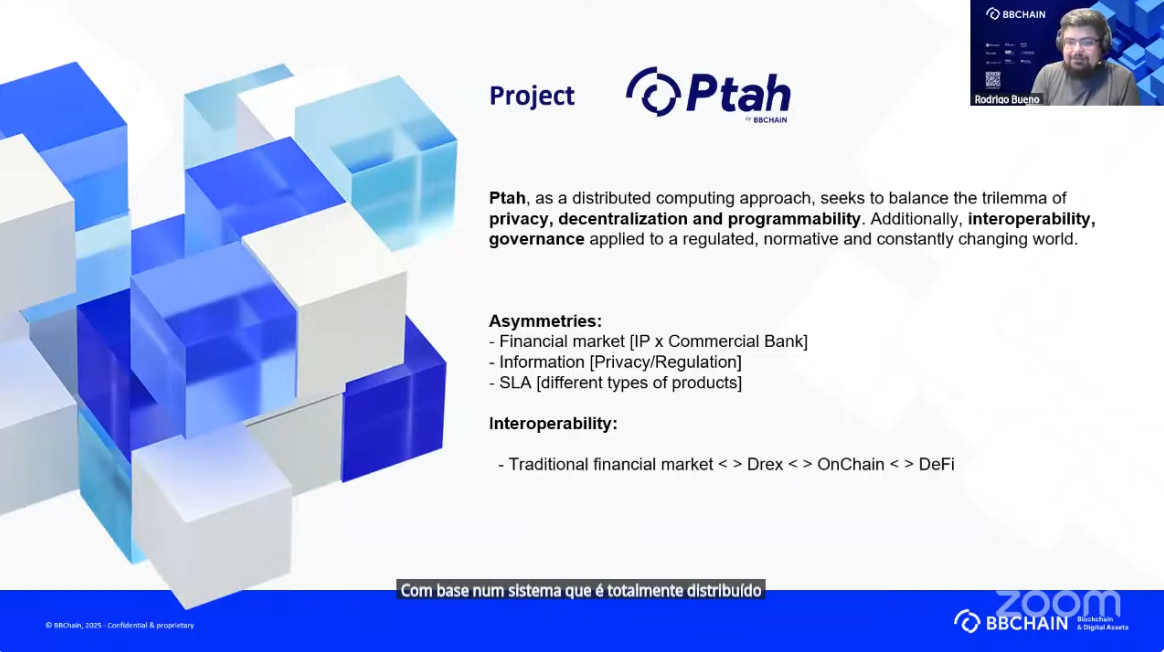 BBCHAIN
Rodrigo Bueno
Project
Ptah
by BBCHAIN
Ptah, as a distributed computing approach, seeks to balance the trilemma of
privacy, decentralization and programmability. Additionally, interoperability,
governance applied to a regulated, normative and constantly changing world.
Asymmetries:
- Financial market [IP x Commercial Bank]
- Information [Privacy/Regulation]
- SLA [different types of products]
Interoperability:
- Traditional financial market < > Drex < > OnChain < > DeFi
Com base num sistema que é totalmente distribuído
© BBChain, 2025 - Confidential & proprietary
zoom
BBCHAIN
Blockchain
& Digital Assets